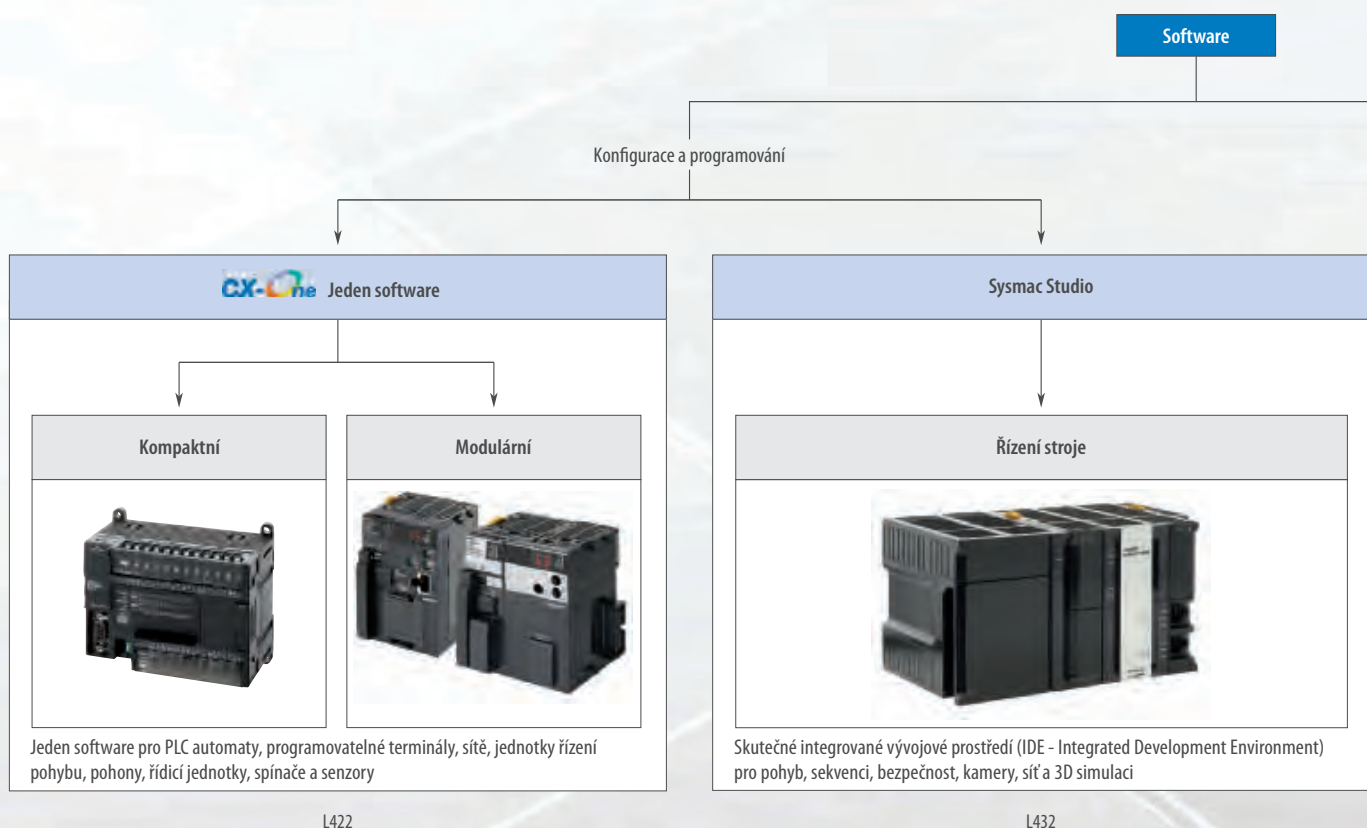 Software
Konfigurace a programování
CX-One Jeden software
Sysmac Studio
Kompaktní
Modulární
Řízení stroje
Jeden software pro PLC automaty, programovatelné terminály, sítě, jednotky řízení
pohybu, pohony, řídicí jednotky, spínače a senzory
Skutečné integrované vývojové prostředí (IDE - Integrated Development Environment)
pro pohyb, sekvenci, bezpečnost, kamery, síť a 3D simulaci
L422
L432